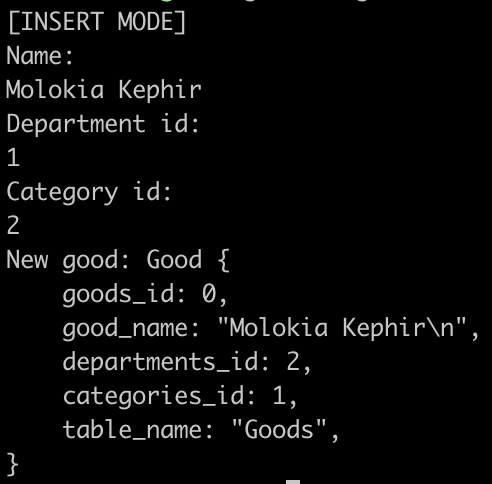 [INSERT MODE]
Name:
Molokia Kephir
Department id:
1
Category id:
2
New good: Good {
    goods_id: 0,
    good_name: "Molokia Kephir\n",
    departments_id: 2,
    categories_id: 1,
    table_name: "Goods",
}